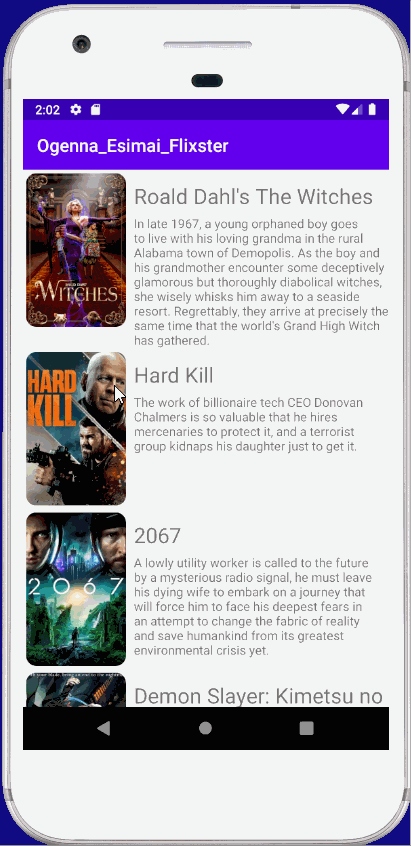 2:02
Ogenna_Esimai_Flixster
Roald Dahl's The Witches
In late 1967, a young orphaned boy goes
to live with his loving grandma in the rural
Alabama town of Demopolis. As the boy and
his grandmother encounter some deceptively
glamorous but thoroughly diabolical witches,
she wisely whisks him away to a seaside
resort. Regrettably, they arrive at precisely the
same time that the world's Grand High Witch
has gathered.
WITCHES
Hard Kill
The work of billionaire tech CEO Donovan
Chalmers is so valuable that he hires
mercenaries to protect it, and a terrorist
group kidnaps his daughter just to get it.
HARD
KILL
2067
A lowly utility worker is called to the future
by a mysterious radio signal, he must leave
his dying wife to embark on a journey that
will force him to face his deepest fears in
an attempt to change the fabric of reality
and save humankind from its greatest
environmental crisis yet.
2067
Demon Slayer: Kimetsu no